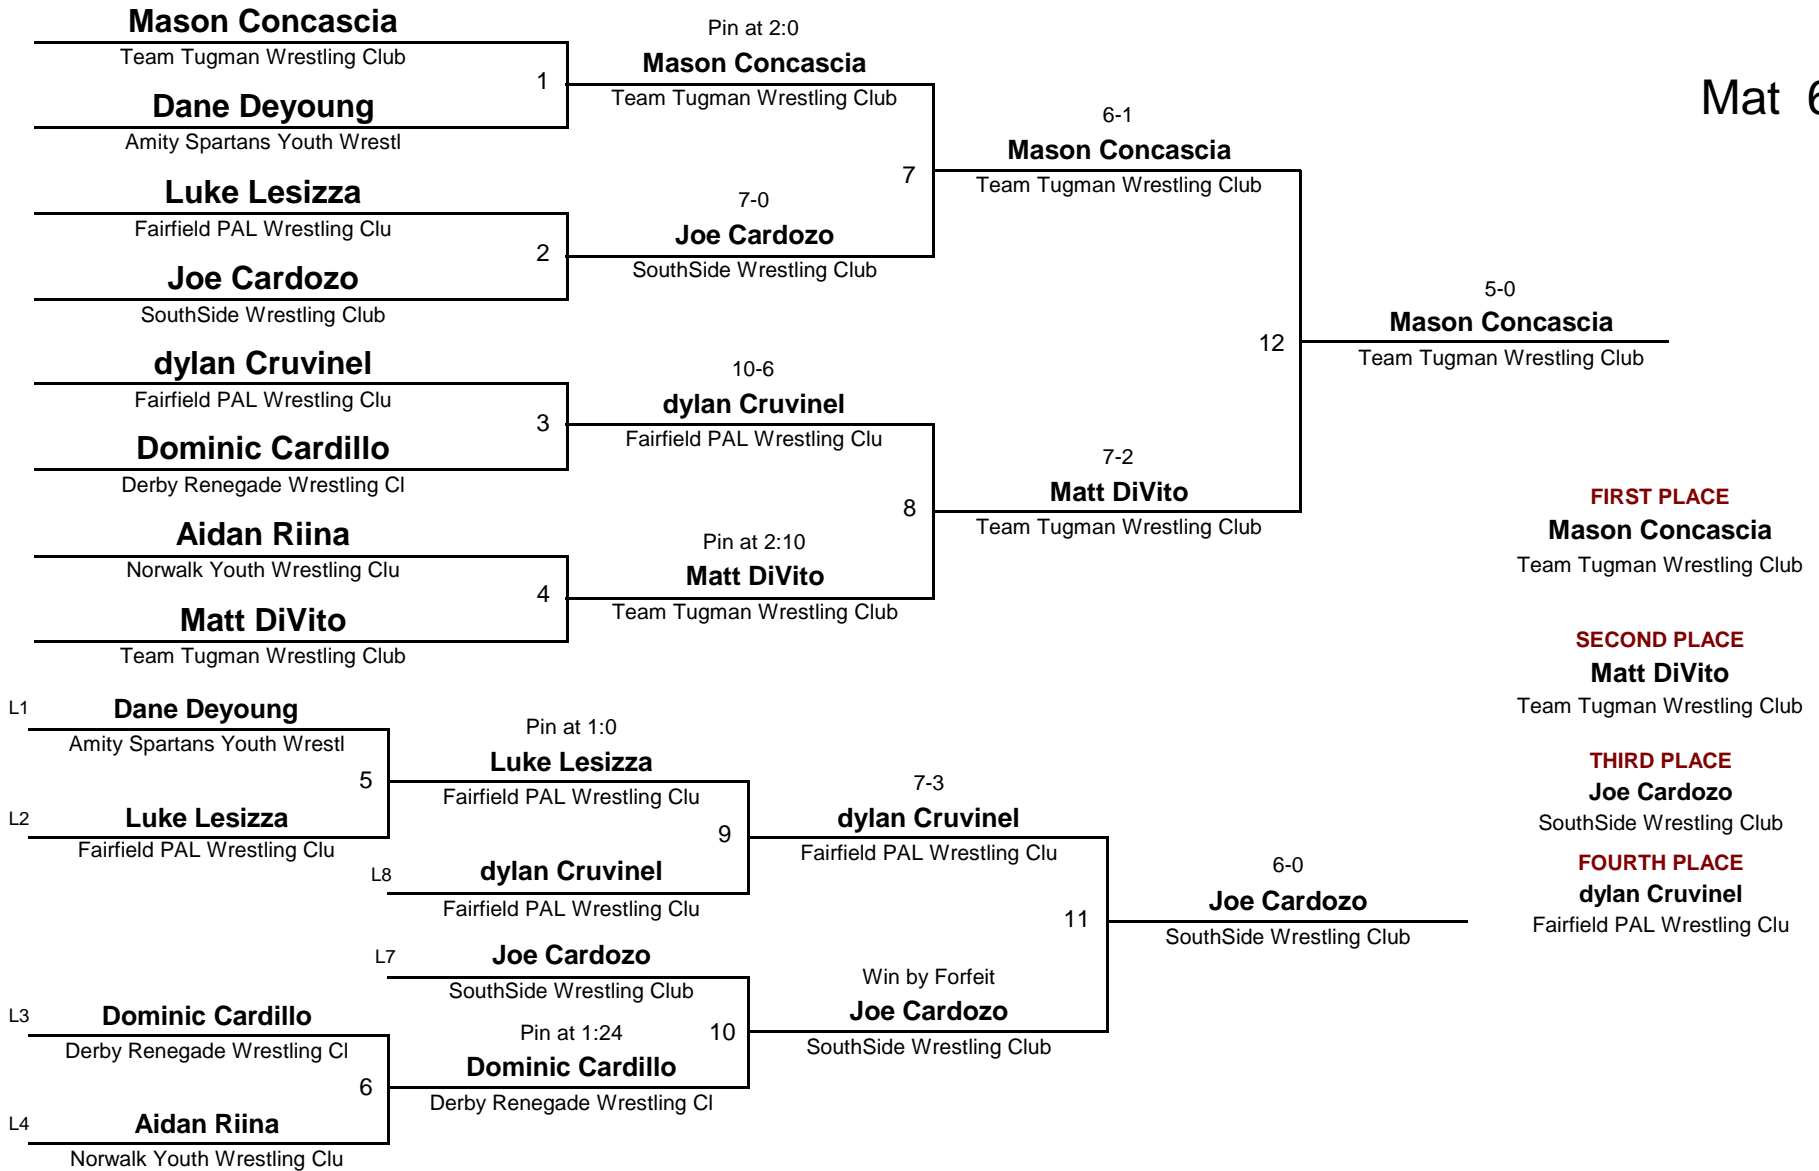 Mason Concascia
Team Tugman Wrestling Club
1
Dane Deyoung
Amity Spartans Youth Wrestl
Luke Lesizza
Fairfield PAL Wrestling Clu
2
Joe Cardozo
SouthSide Wrestling Club
dylan Cruvinel
Fairfield PAL Wrestling Clu
3
Dominic Cardillo
Derby Renegade Wrestling Cl
Aidan Riina
Norwalk Youth Wrestling Clu
4
Matt DiVito
Team Tugman Wrestling Club
Pin at 2:0
Mason Concascia
Team Tugman Wrestling Club
7
7-0
Joe Cardozo
SouthSide Wrestling Club
10-6
dylan Cruvinel
Fairfield PAL Wrestling Clu
8
Pin at 2:10
Matt DiVito
Team Tugman Wrestling Club
6-1
Mason Concascia
Team Tugman Wrestling Club
12
7-2
Matt DiVito
Team Tugman Wrestling Club
5-0
Mason Concascia
Team Tugman Wrestling Club
Mat 6
FIRST PLACE
Mason Concascia
Team Tugman Wrestling Club
SECOND PLACE
Matt DiVito
Team Tugman Wrestling Club
THIRD PLACE
Joe Cardozo
SouthSide Wrestling Club
FOURTH PLACE
dylan Cruvinel
Fairfield PAL Wrestling Clu
L1
Dane Deyoung
Amity Spartans Youth Wrestl
5
L2
Luke Lesizza
Fairfield PAL Wrestling Clu
L3
Dominic Cardillo
Derby Renegade Wrestling Cl
6
L4
Aidan Riina
Norwalk Youth Wrestling Clu
Pin at 1:0
Luke Lesizza
Fairfield PAL Wrestling Clu
9
L8
dylan Cruvinel
Fairfield PAL Wrestling Clu
L7
Joe Cardozo
SouthSide Wrestling Club
10
Pin at 1:24
Dominic Cardillo
Derby Renegade Wrestling Cl
7-3
dylan Cruvinel
Fairfield PAL Wrestling Clu
11
Win by Forfeit
Joe Cardozo
SouthSide Wrestling Club
6-0
Joe Cardozo
SouthSide Wrestling Club